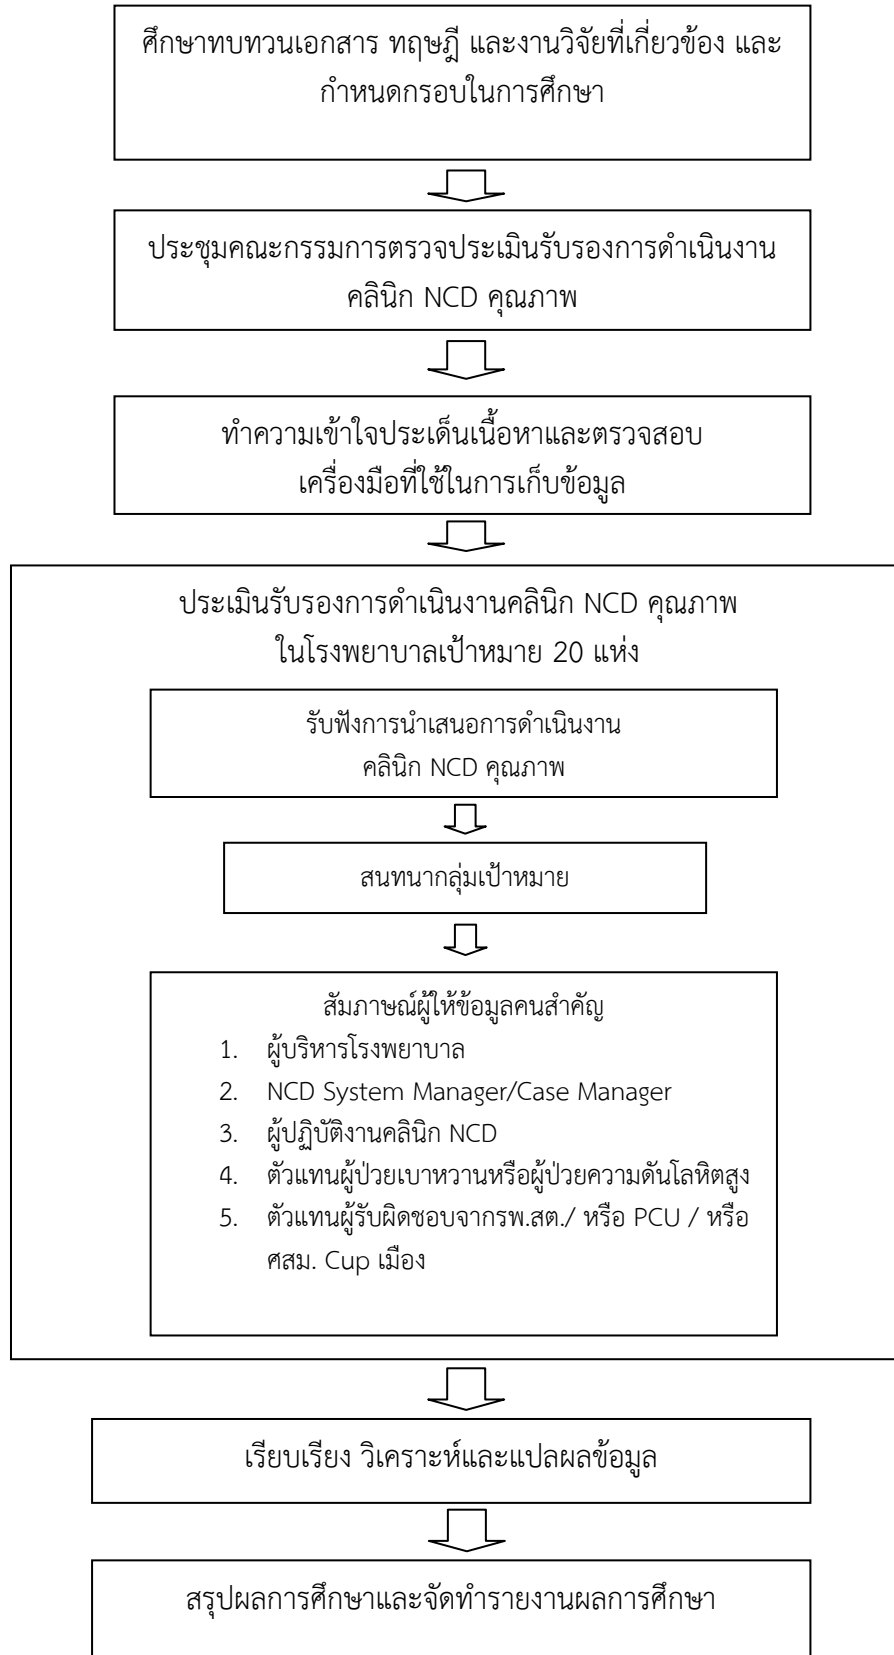 ศึกษาทบทวนเอกสาร ทฤษฎี และงานวิจัยที่เกี่ยวข้อง และ
กำหนดกรอบในการศึกษา
ประชุมคณะกรรมการตรวจประเมินรับรองการดำเนินงาน
คลินิก NCD คุณภาพ
ทำความเข้าใจประเด็นเนื้อหาและตรวจสอบ
เครื่องมือที่ใช้ในการเก็บข้อมูล
ประเมินรับรองการดำเนินงานคลินิก NCD คุณภาพ
ในโรงพยาบาลเป้าหมาย 20 แห่ง
รับฟังการนำเสนอการดำเนินงาน
คลินิก NCD คุณภาพ
สนทนากลุ่มเป้าหมาย
สัมภาษณ์ผู้ให้ข้อมูลคนสำคัญ
1. ผู้บริหารโรงพยาบาล
2. NCD System Manager/Case Manager
3. ผู้ปฏิบัติงานคลินิก NCD
4. ตัวแทนผู้ป่วยเบาหวานหรือผู้ป่วยความดันโลหิตสูง
5. ตัวแทนผู้รับผิดชอบจากรพ.สต./ หรือ PCU / หรือ
ศสม. Cup เมือง
เรียบเรียง วิเคราะห์และแปลผลข้อมูล
สรุปผลการศึกษาและจัดทำรายงานผลการศึกษา